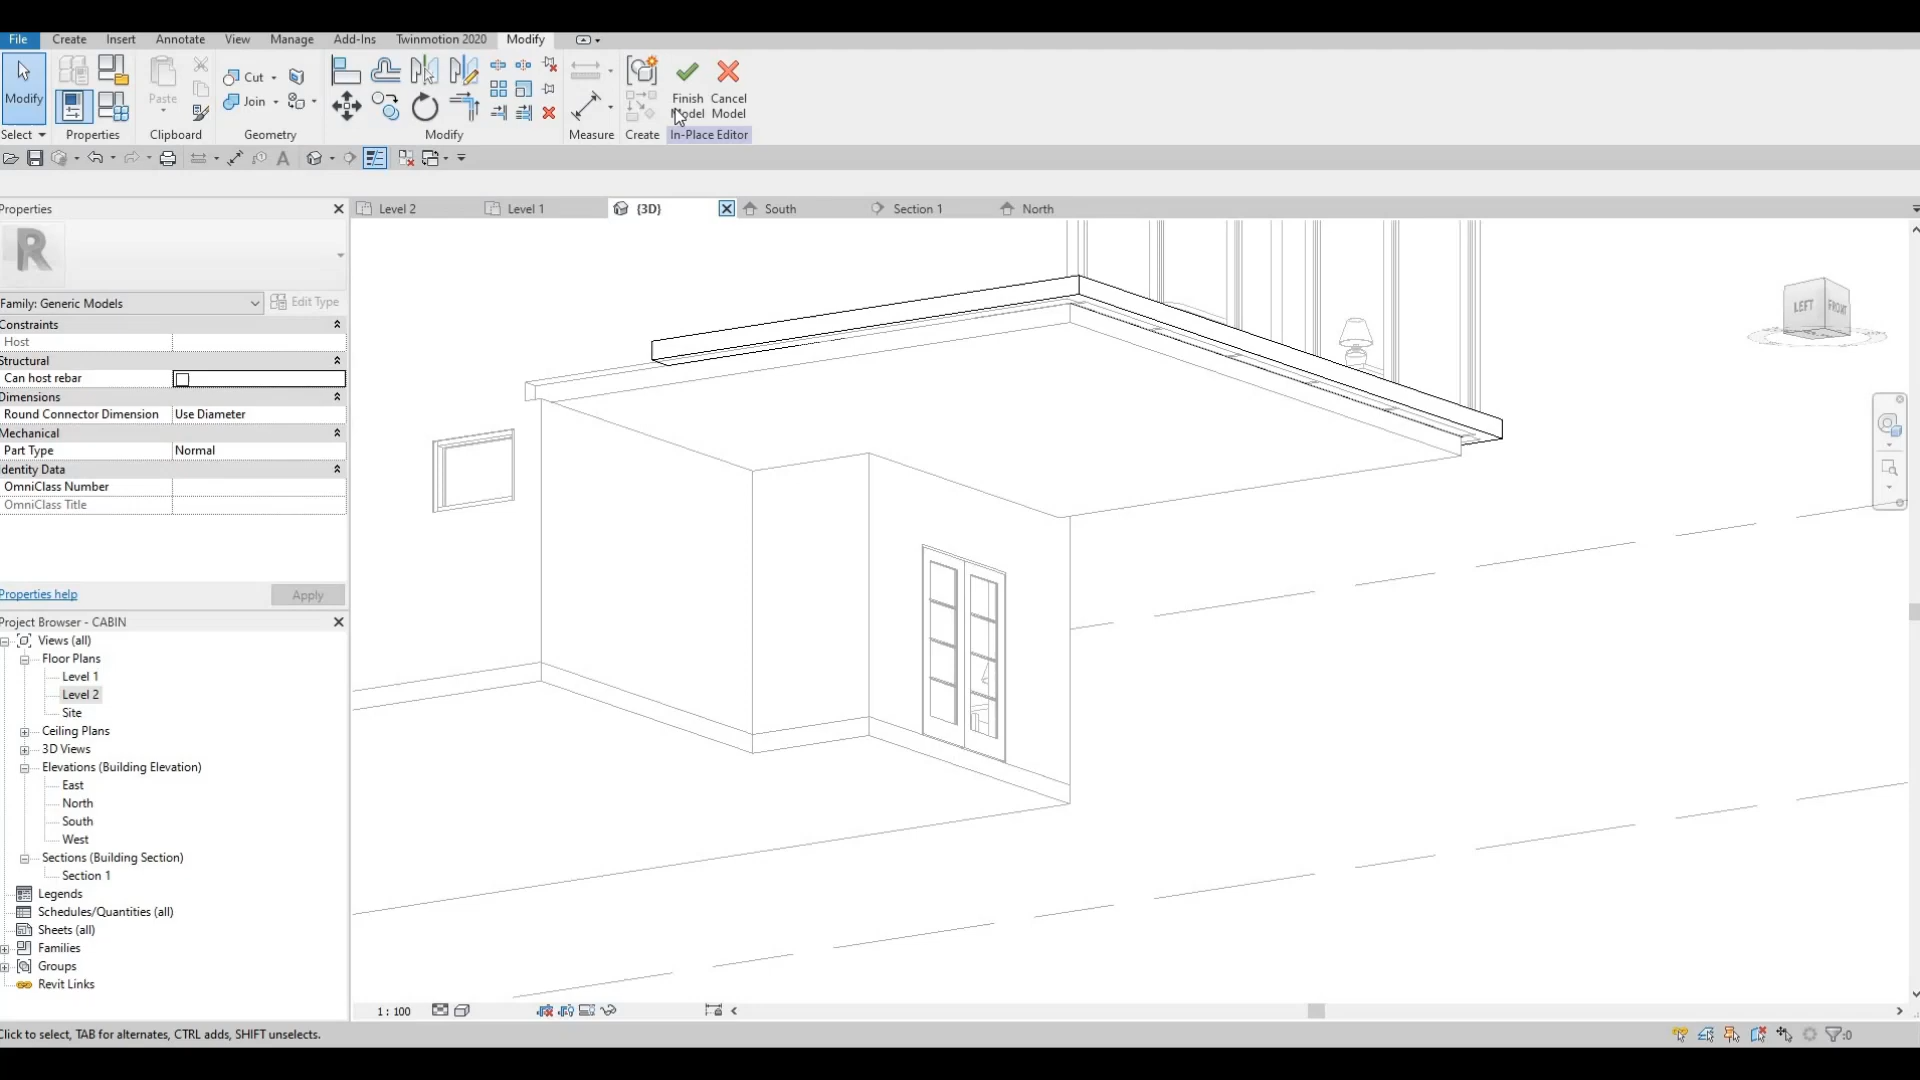 File Create Insert Annotate View Manage Add-Ins Twinmotion 2020 Modify
Modify Paste Cut Join Finish Model Cancel Model
Select Properties Clipboard Geometry Modify Measure Create In-Place Editor
Properties
Level 2 Level 1 {3D} South Section 1 North
R
Family: Generic Models Edit Type
Constraints
Host
Structural
Can host rebar
Dimensions
Round Connector Dimension Use Diameter
Mechanical
Part Type Normal
Identity Data
OmniClass Number
OmniClass Title
Properties help Apply
Project Browser - CABIN
Views (all)
Floor Plans
Level 1
Level 2
Site
Ceiling Plans
3D Views
Elevations (Building Elevation)
East
North
South
West
Sections (Building Section)
Section 1
Legends
Schedules/Quantities (all)
Sheets (all)
Families
Groups
Revit Links
LEFT FRONT
1 : 100
Click to select, TAB for alternates, CTRL adds, SHIFT unselects.
:0